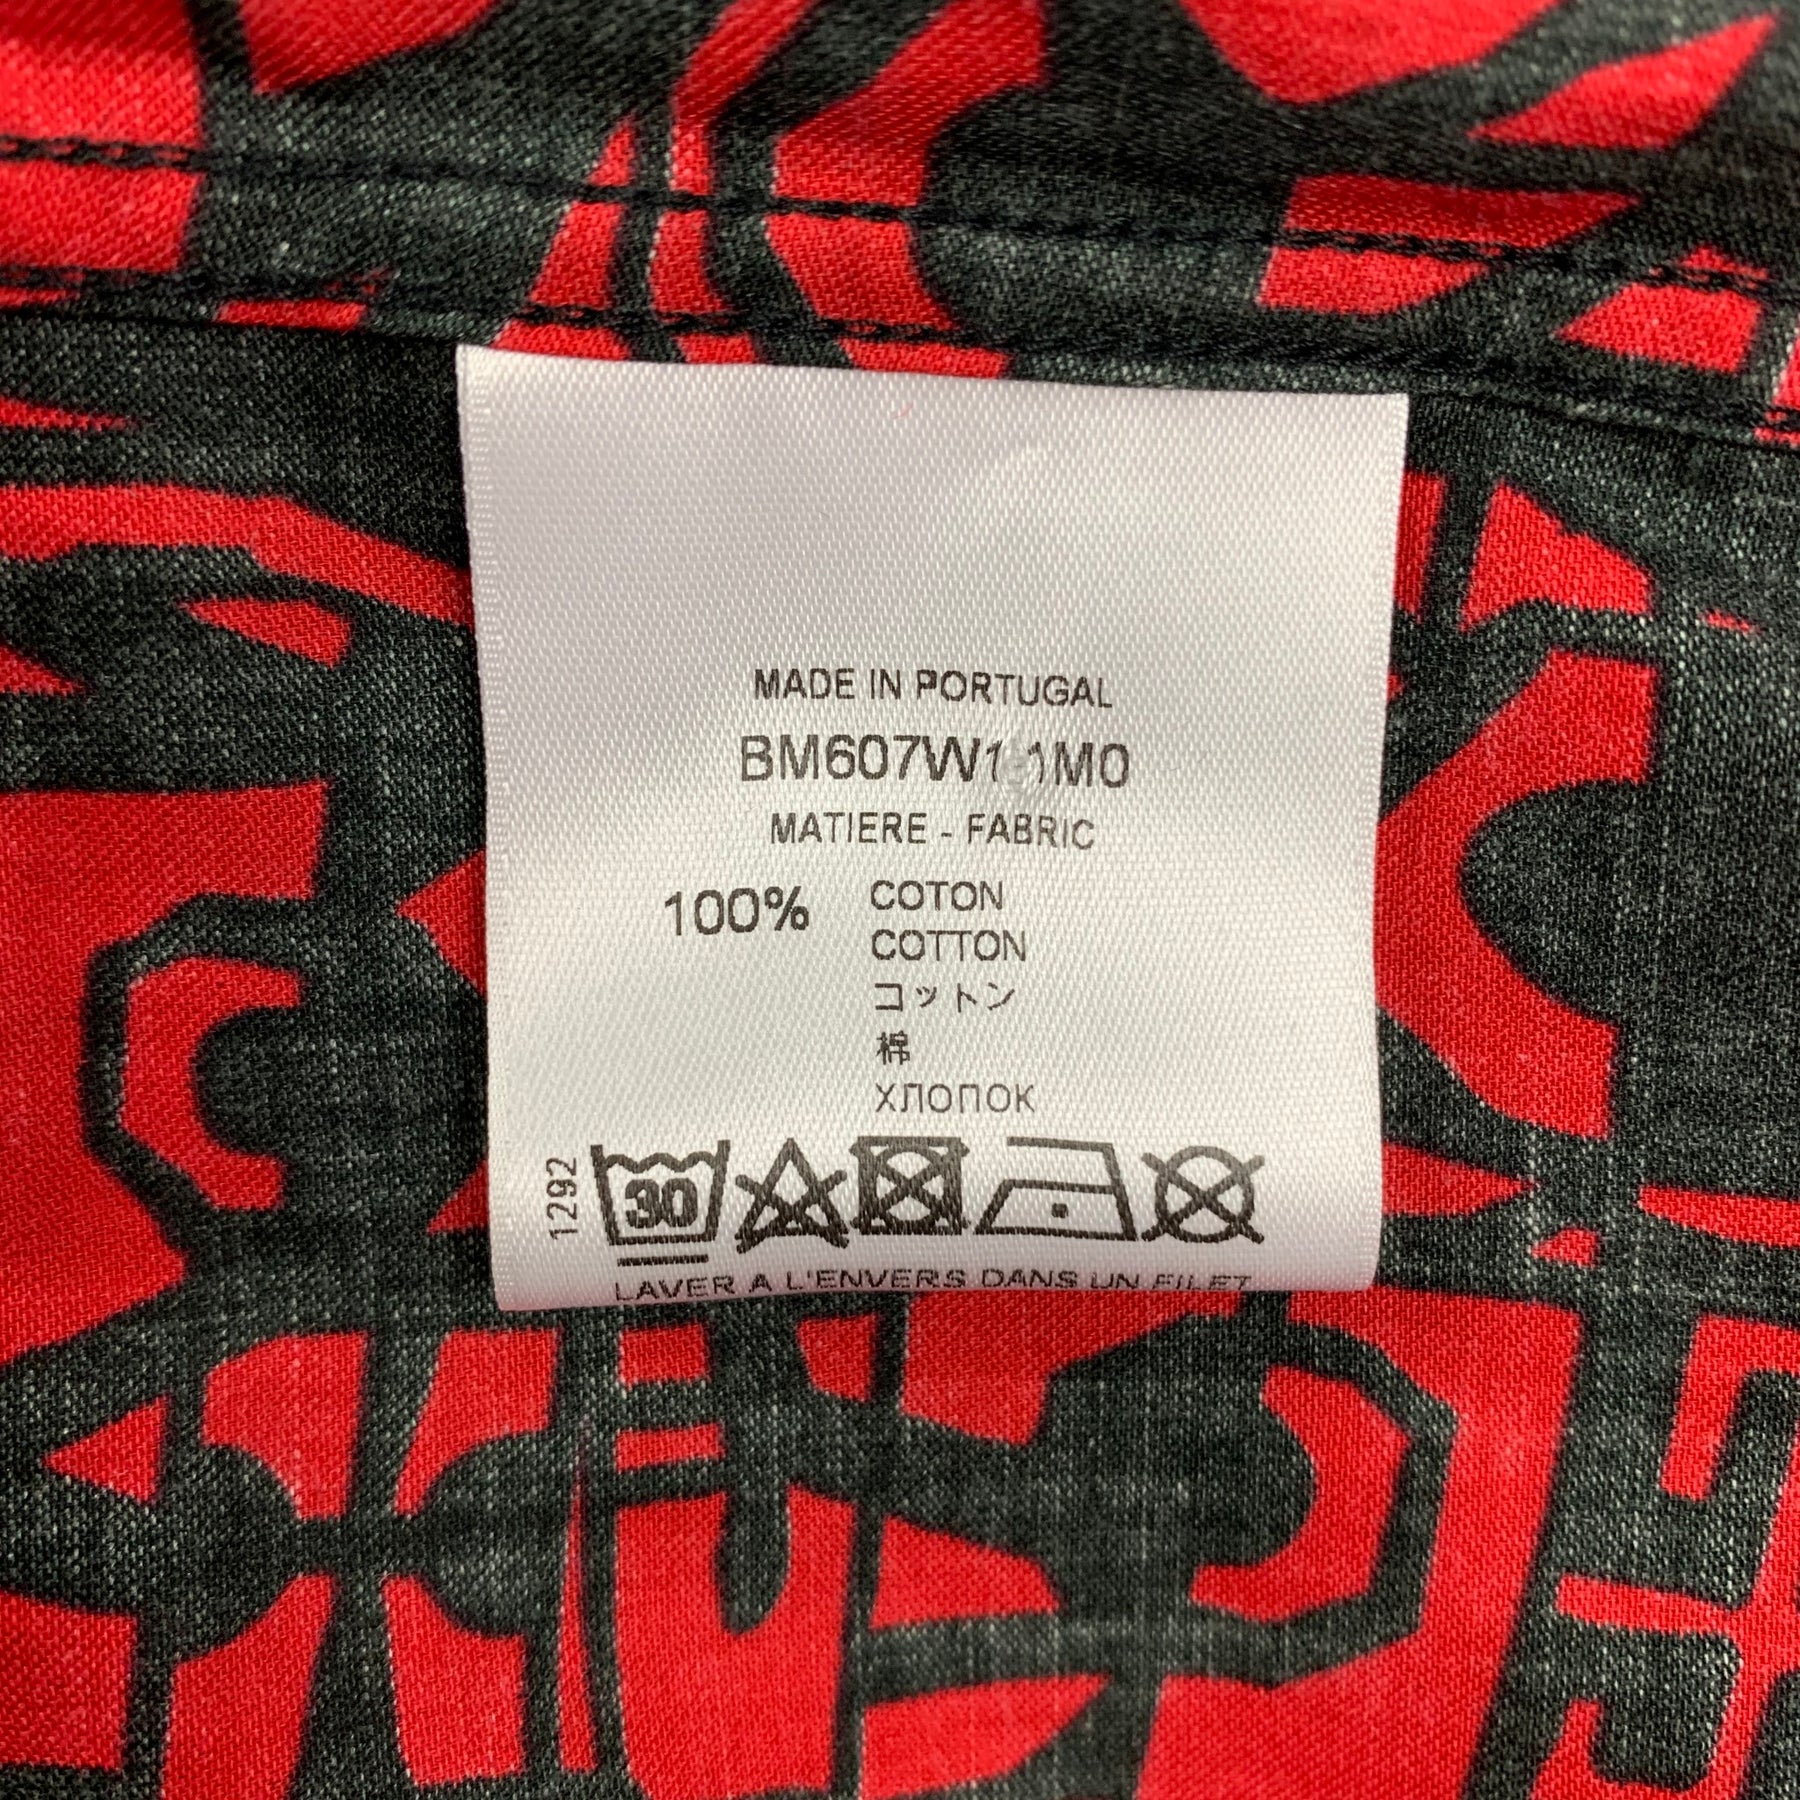 MADE IN PORTUGAL
MATIERE - FABRIC
100% COTON
COTTON
コットン
棉
ХЛОПОК
1292
30
LAVER A L'ENVERS DANS UN FILET